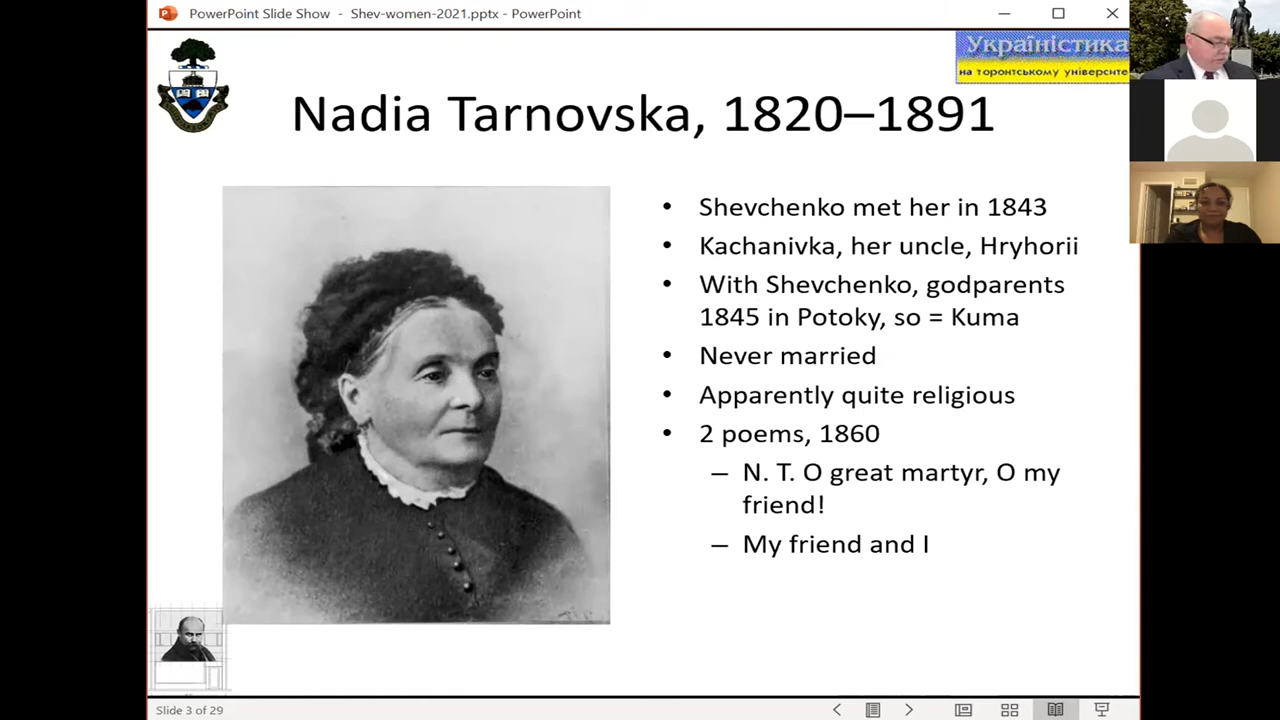 PowerPoint Slide Show - Shev-women-2021.pptx - PowerPoint
Україністика
на торонтському університе
Nadia Tarnovska, 1820–1891
• Shevchenko met her in 1843
• Kachanivka, her uncle, Hryhorii
• With Shevchenko, godparents
1845 in Potoky, so = Kuma
• Never married
• Apparently quite religious
• 2 poems, 1860
– N. T. O great martyr, O my
friend!
– My friend and I
Slide 3 of 29